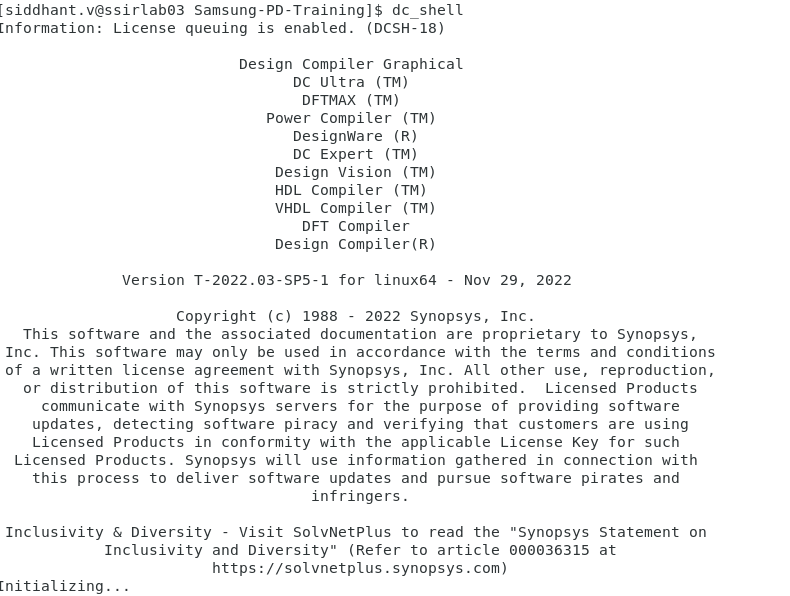 [siddhant.v@ssirlab03 Samsung-PD-Training]$ dc_shell
Information: License queuing is enabled. (DCSH-18)
Design Compiler Graphical
DC Ultra (TM)
DFTMAX (TM)
Power Compiler (TM)
DesignWare (R)
DC Expert (TM)
Design Vision (TM)
HDL Compiler (TM)
VHDL Compiler (TM)
DFT Compiler
Design Compiler(R)
Version T-2022.03-SP5-1 for linux64 - Nov 29, 2022
Copyright (c) 1988 - 2022 Synopsys, Inc.
This software and the associated documentation are proprietary to Synopsys,
Inc. This software may only be used in accordance with the terms and conditions
of a written license agreement with Synopsys, Inc. All other use, reproduction,
or distribution of this software is strictly prohibited.  Licensed Products
communicate with Synopsys servers for the purpose of providing software
updates, detecting software piracy and verifying that customers are using
Licensed Products in conformity with the applicable License Key for such
Licensed Products. Synopsys will use information gathered in connection with
this process to deliver software updates and pursue software pirates and
infringers.
Inclusivity & Diversity - Visit SolvNetPlus to read the "Synopsys Statement on
Inclusivity and Diversity" (Refer to article 000036315 at
https://solvnetplus.synopsys.com)
Initializing...